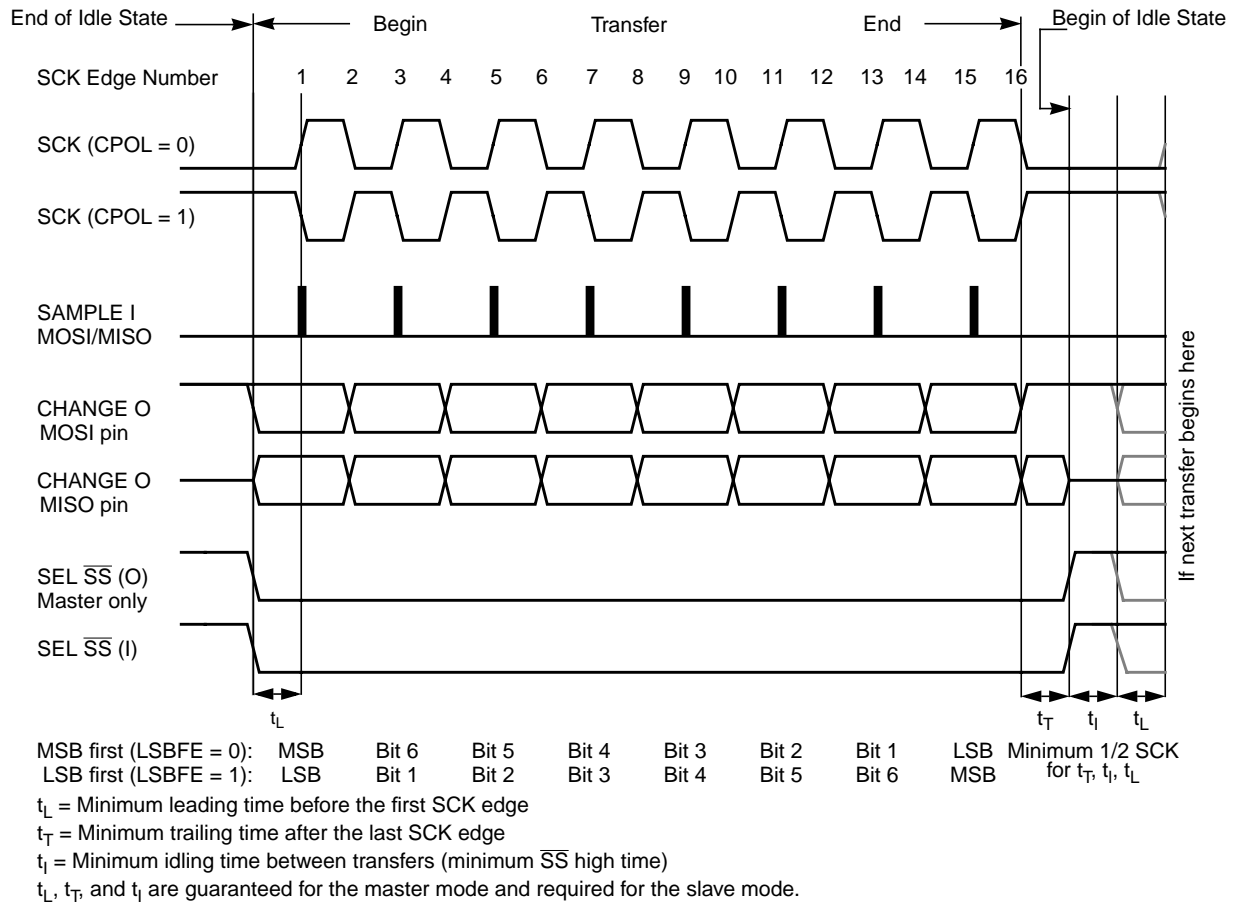 End of Idle State
Begin
Transfer
End
Begin of Idle State
SCK Edge Number
1 2 3 4 5 6 7 8 9 10 11 12 13 14 15 16
SCK (CPOL = 0)
SCK (CPOL = 1)
SAMPLE I
MOSI/MISO
CHANGE O
MOSI pin
CHANGE O
MISO pin
SEL S̅S̅ (O)
Master only
SEL S̅S̅ (I)
If next transfer begins here
tL
tT tI tL
MSB first (LSBFE = 0): MSB Bit 6 Bit 5 Bit 4 Bit 3 Bit 2 Bit 1 LSB
LSB first (LSBFE = 1): LSB Bit 1 Bit 2 Bit 3 Bit 4 Bit 5 Bit 6 MSB
Minimum 1/2 SCK
for tT, tI, tL
tL = Minimum leading time before the first SCK edge
tT = Minimum trailing time after the last SCK edge
tI = Minimum idling time between transfers (minimum S̅S̅ high time)
tL, tT, and tI are guaranteed for the master mode and required for the slave mode.